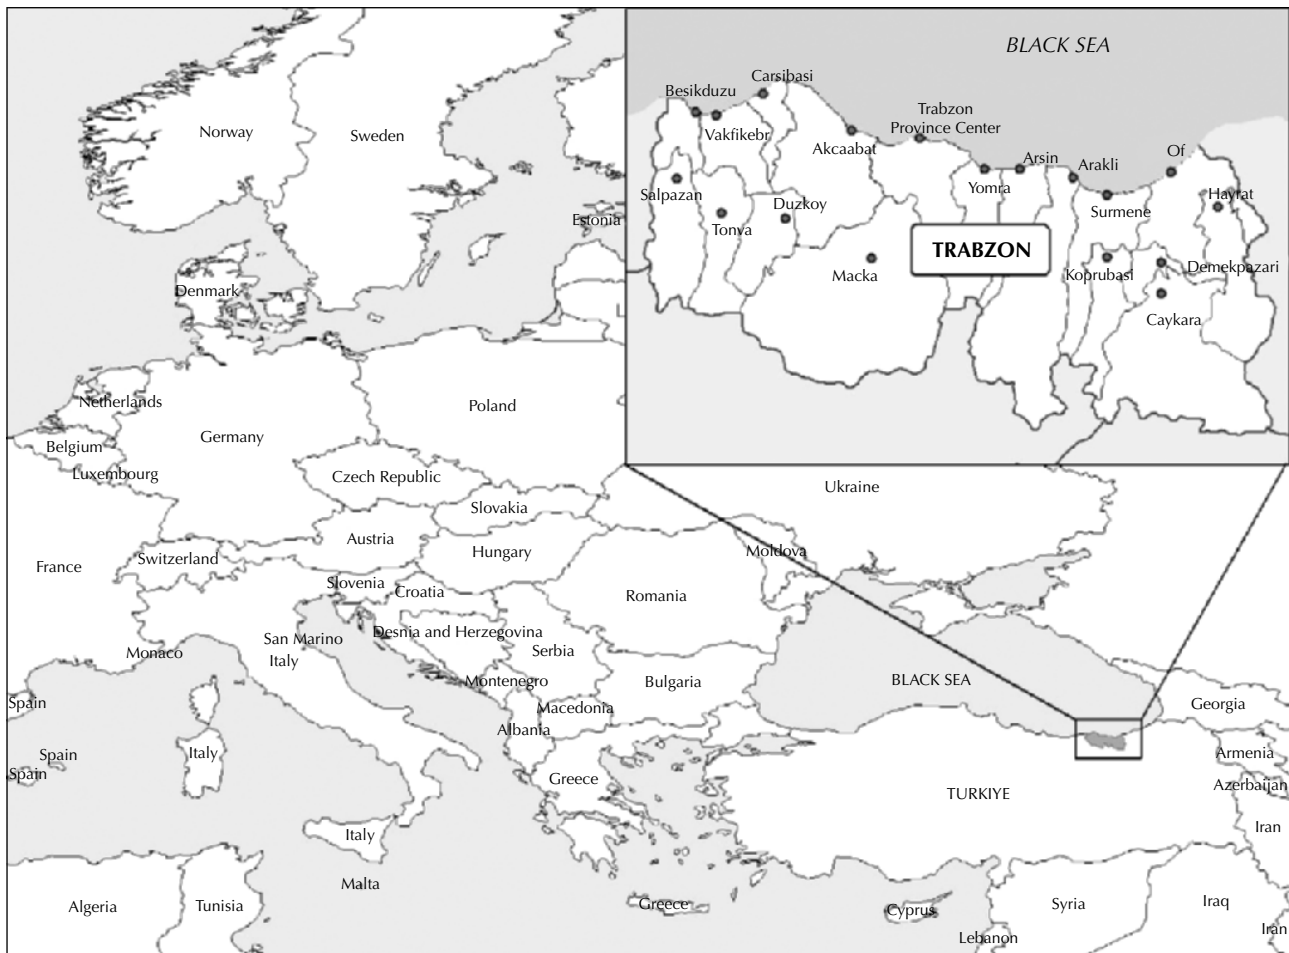 BLACK SEA
Carsibasi
Besikduzu
Trabzon
Province Center
Vakfikebr
Akcaabat
Of
Arsin
Arakli
Yomra
Salpazan
Duzkoy
Hayrat
Surmene
Tonva
TRABZON
Macka
Koprubasi
Demekpazari
Caykara
Norway
Sweden
Estonia
Denmark
L
Netherlands
Poland
Germany
Belgium
Luxembourg
Czech Republic
Ukraine
Slovakia
Austria
Hungary
Moldova
Switzerland
France
Slovenia
Croatia
Romania
Desnia and Herzegovina
San Marino
Serbia
Monaco
Italy
Montenegro
Bulgaria
BLACK SEA
Spain
Macedonia
Georgia
Albania
Italy
Spain
Armenia
Spain
Greece
Azerbaijan
TURKIYE
Iran
Italy
Malta
Greece
Cyprus
Syria
Iraq
Algeria
Tunisia
Iran
Lebanon